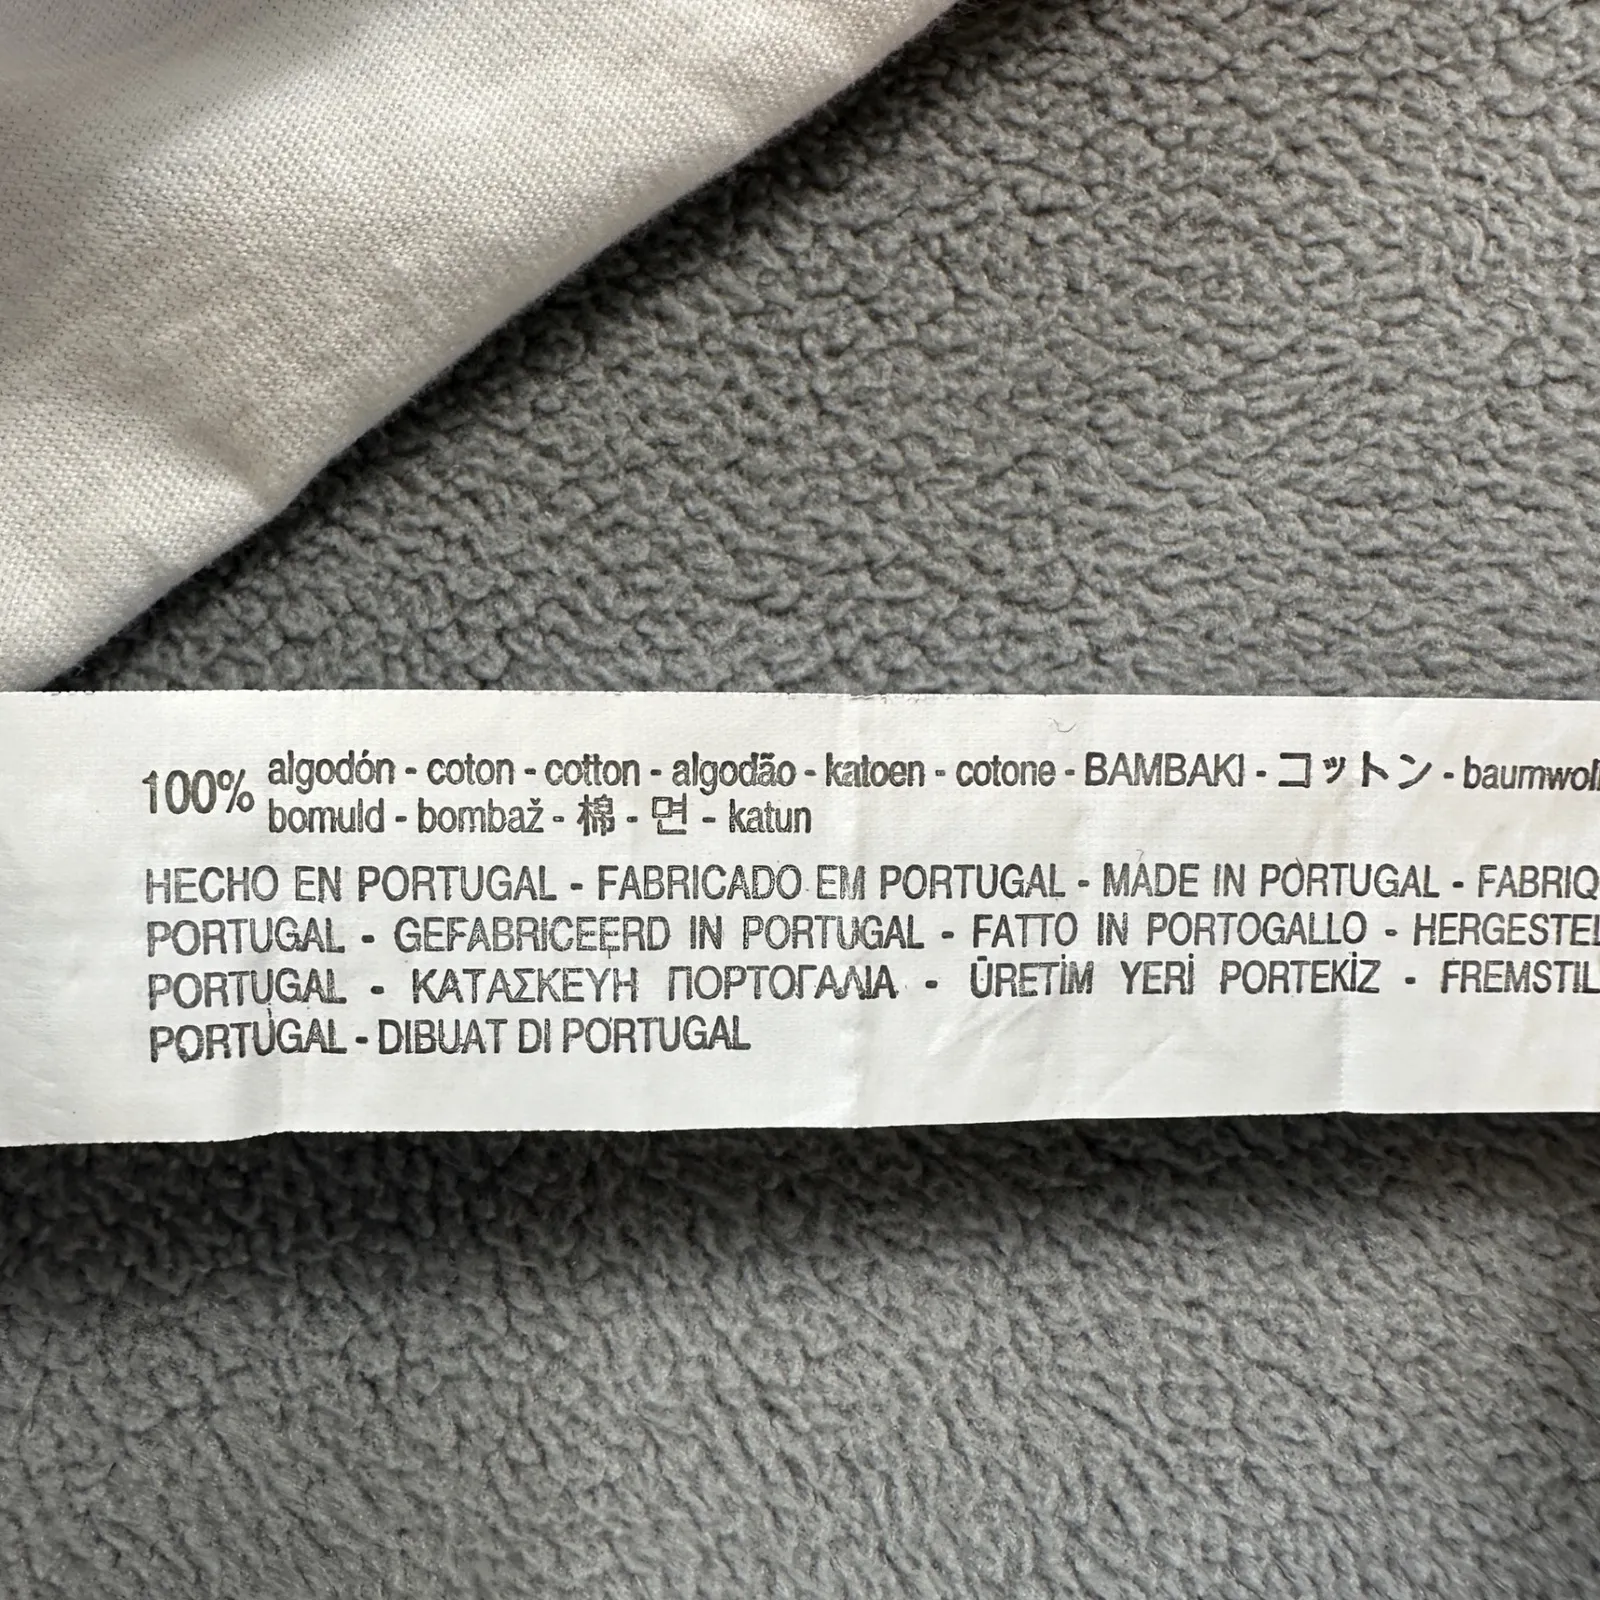 100% algodón - coton - cotton - algodão - katoen - cotone - BAMBAKI - コットン - baumwoll
bomuld - bombaž - 棉 - 면 - katun
HECHO EN PORTUGAL - FABRICADO EM PORTUGAL - MADE IN PORTUGAL - FABRIQ
PORTUGAL - GEFABRICEERD IN PORTUGAL - FATTO IN PORTOGALLO - HERGESTEL
PORTUGAL - ΚΑΤΑΣΚΕΥΗ ΠΟΡΤΟΓΑΛΙΑ - ÜRETİM YERİ PORTEKİZ - FREMSTIL
PORTUGAL - DIBUAT DI PORTUGAL